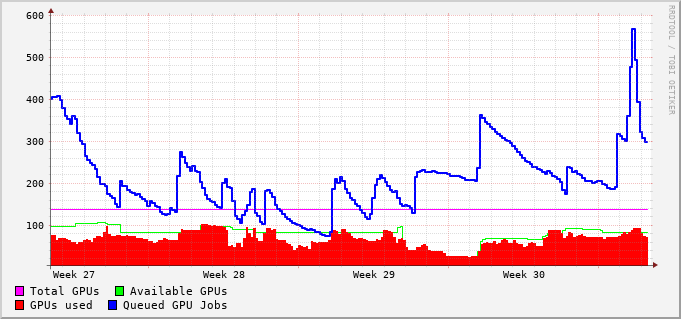 600
500
400
300
200
100
Week 27 Week 28 Week 29 Week 30
Total GPUs Available GPUs
GPUs used Queued GPU Jobs
RRDTOOL / TOBI OETIKER